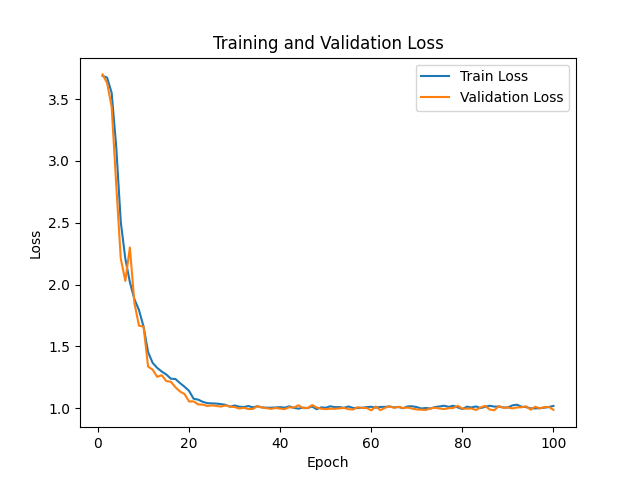 Training and Validation Loss
Train Loss
Validation Loss
3.5
3.0
2.5
2.0
1.5
1.0
Loss
0 20 40 60 80 100
Epoch